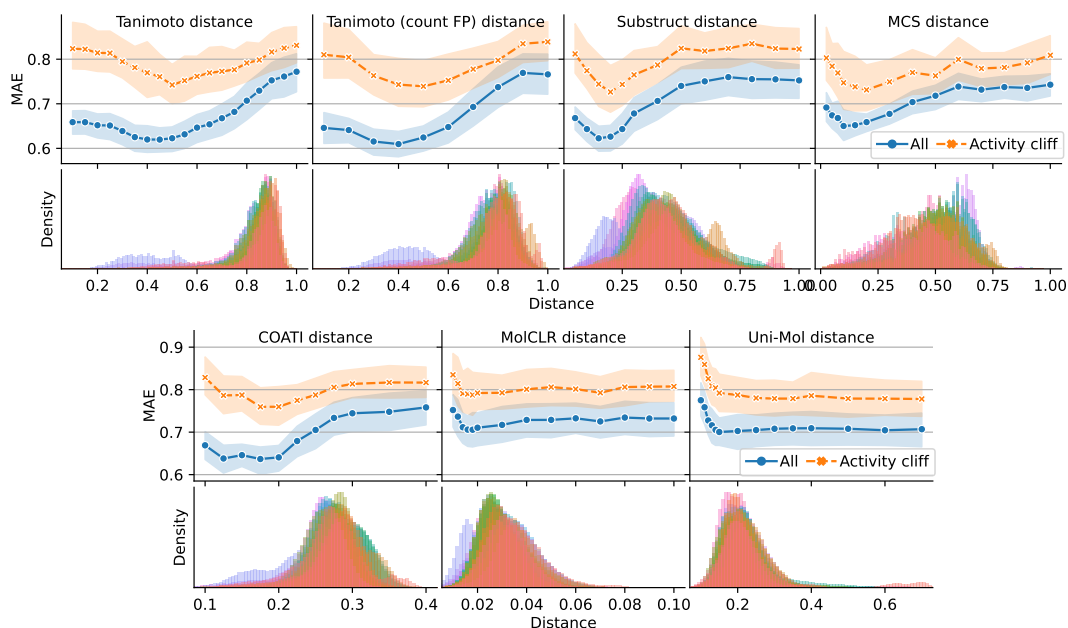 Tanimoto distance
Tanimoto (count FP) distance
Substruct distance
MCS distance
MAE
0.8
0.7
0.6
All
Activity cliff
Density
0.2 0.4 0.6 0.8 1.0
0.2 0.4 0.6 0.8 1.0
0.25 0.50 0.75 1.00
0.00 0.25 0.50 0.75 1.00
Distance
COATI distance
MolCLR distance
Uni-Mol distance
MAE
0.9
0.8
0.7
0.6
All
Activity cliff
Density
0.1 0.2 0.3 0.4
0.02 0.04 0.06 0.08 0.10
0.2 0.4 0.6
Distance